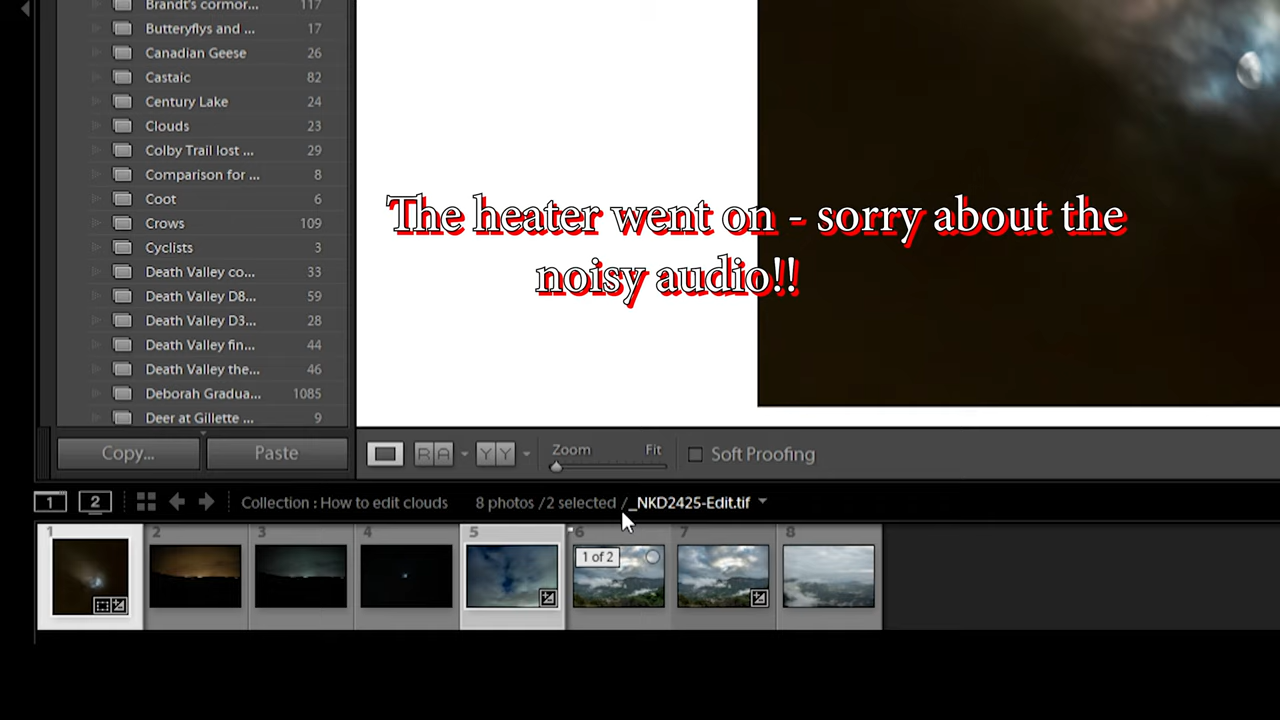 Brandt's cormor... 117
Butteryflys and ... 17
Canadian Geese 26
Castaic 82
Century Lake 24
Clouds 23
Colby Trail lost ... 29
Comparison for ... 8
Coot 6
Crows 109
Cyclists 3
Death Valley co... 33
Death Valley D8... 59
Death Valley D3... 28
Death Valley fin... 44
Death Valley the... 46
Deborah Gradua... 1085
Deer at Gillette ... 9
The heater went on - sorry about the
noisy audio!!
Copy... Paste
R A Y Y Zoom Fit Soft Proofing
1 2 Collection : How to edit clouds 8 photos /2 selected /_NKD2425-Edit.tif
1 2 3 4 5 6 7 8
1 of 2